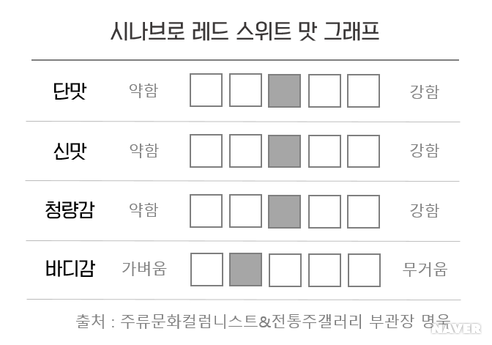 시나브로 레드 스위트 맛 그래프
단맛 약함 강함
신맛 약함 강함
청량감 약함 강함
바디감 가벼움 무거움
출처 : 주류문화컬럼니스트&전통주갤러리 부관장 명욱
NAVER